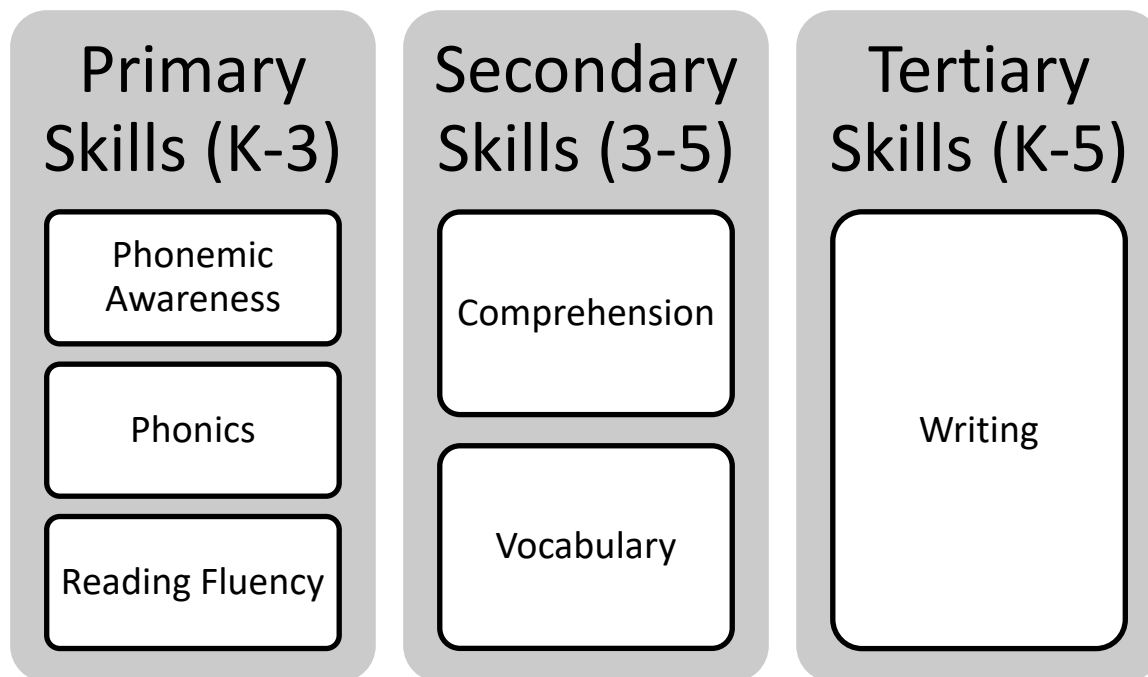 Primary
Skills (K-3)
Phonemic
Awareness
Phonics
Reading Fluency
Secondary
Skills (3-5)
Comprehension
Vocabulary
Tertiary
Skills (K-5)
Writing